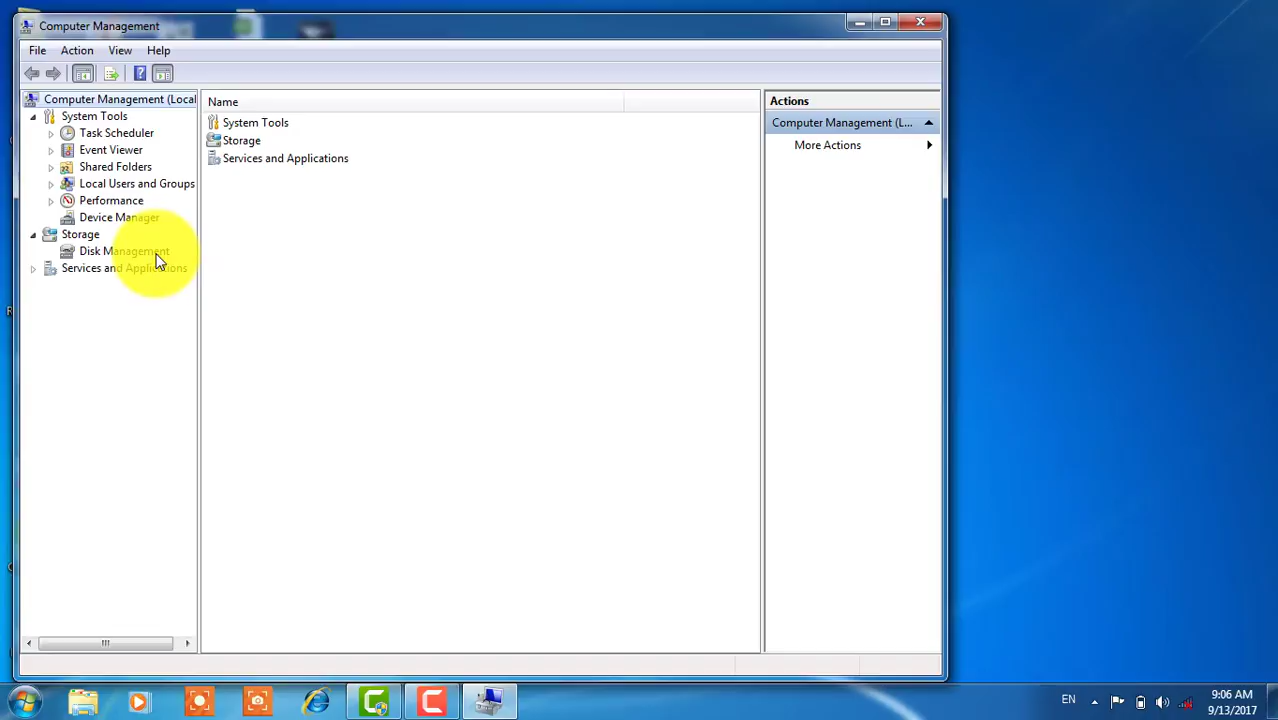 Computer Management
File Action View Help
Computer Management (Local
System Tools
Task Scheduler
Event Viewer
Shared Folders
Local Users and Groups
Performance
Device Manager
Storage
Disk Management
Services and Applications
Name
System Tools
Storage
Services and Applications
Actions
Computer Management (L...
More Actions
EN
9:06 AM
9/13/2017